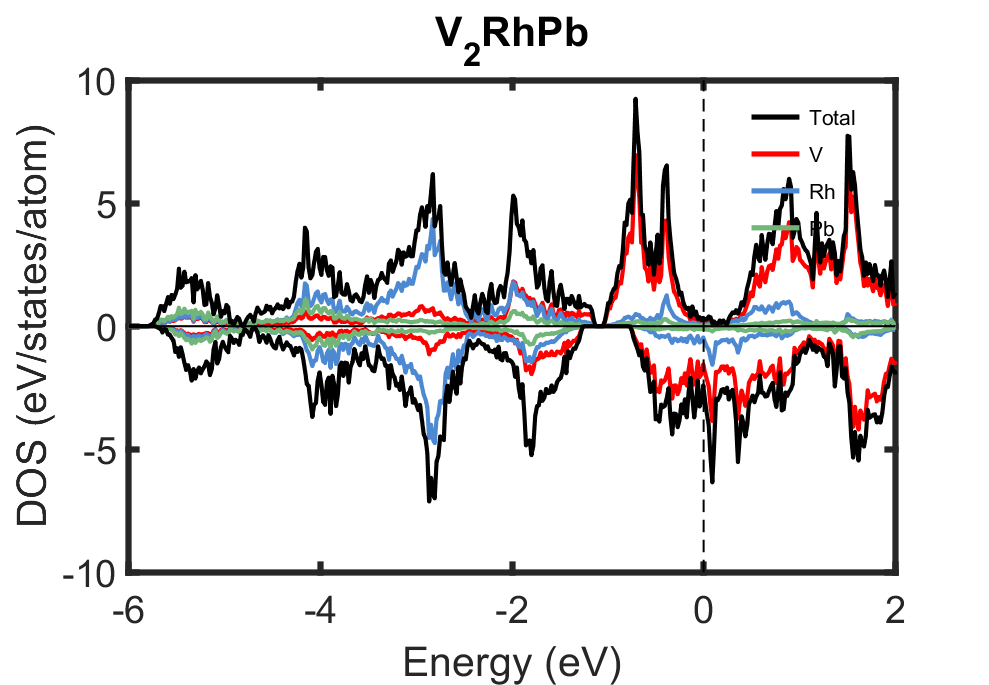 V₂RhPb
10
5
0
-5
-10
DOS (eV/states/atom)
Total
V
Rh
Pb
-6 -4 -2 0 2
Energy (eV)